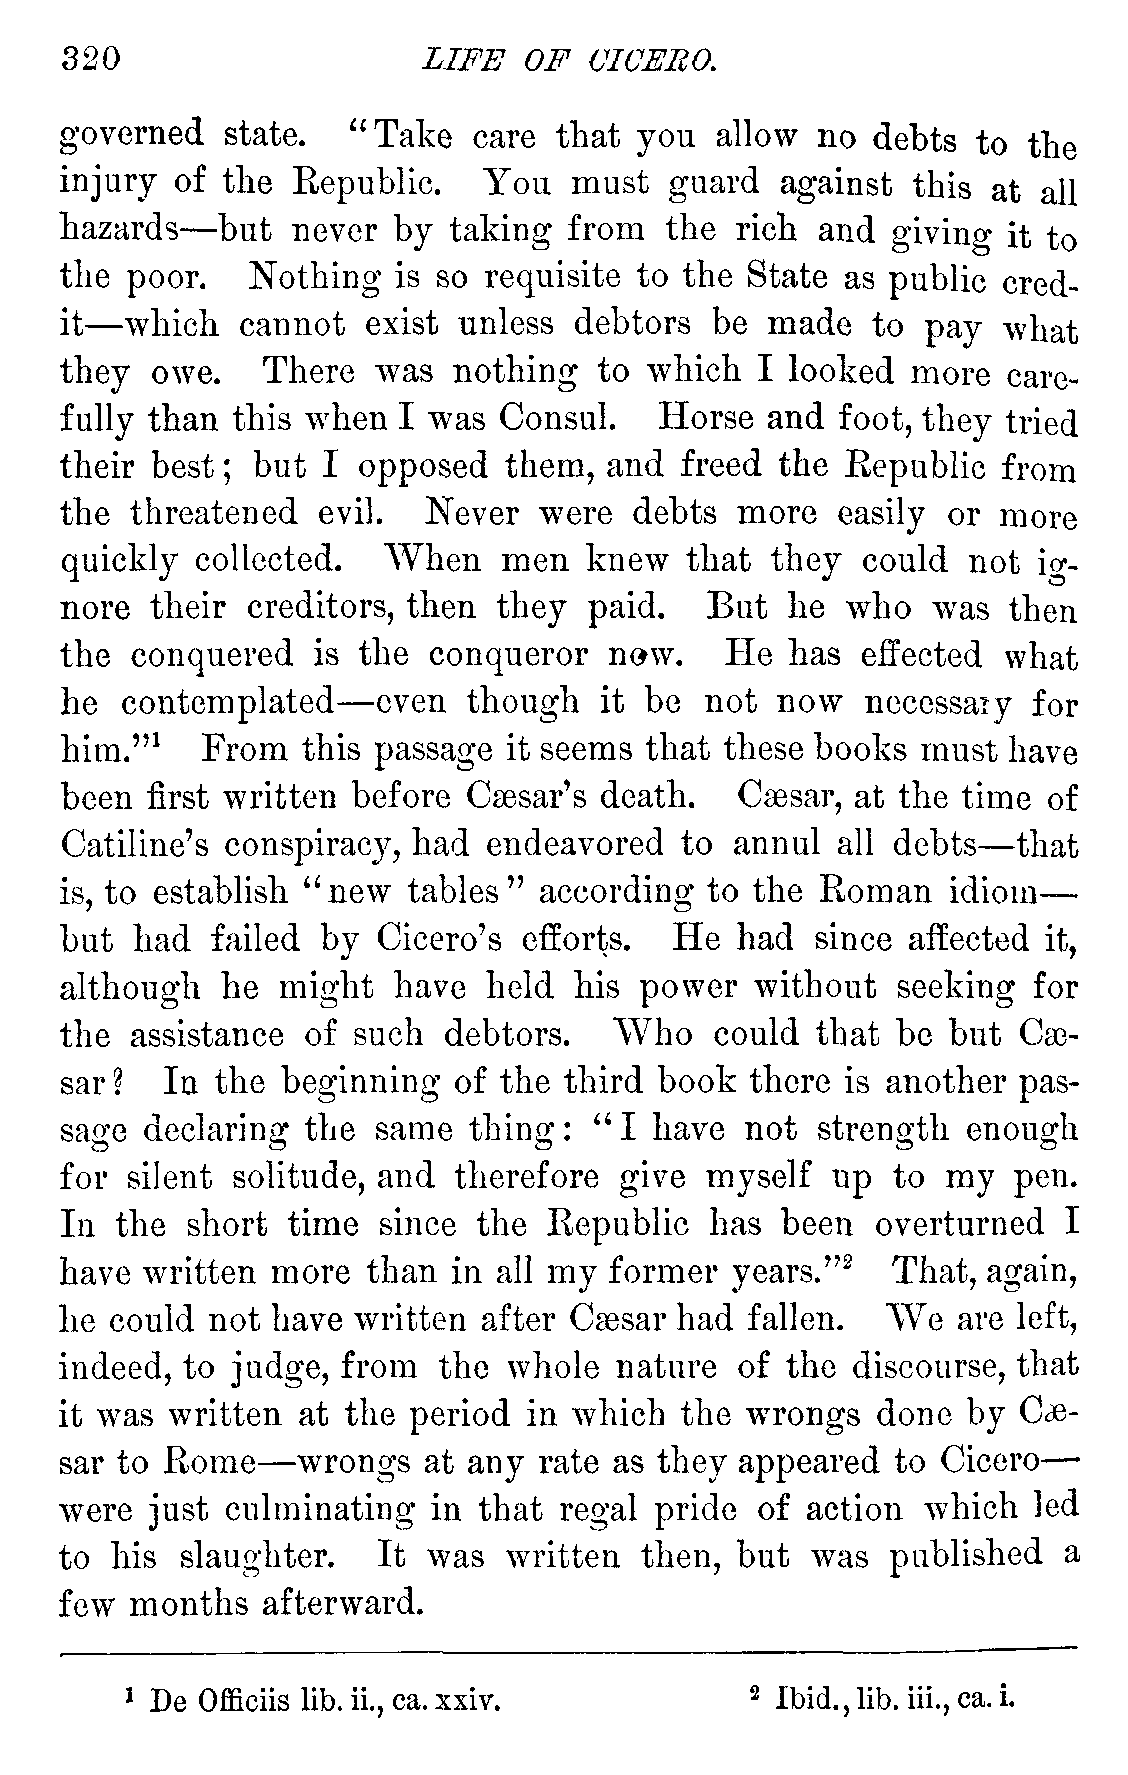 320 LIFE OF CICERO.
governed state. “Take care that you allow no debts to the
injury of the Republic. You must guard against this at all
hazards—but never by taking from the rich and giving it to
the poor. Nothing is so requisite to the State as public cred-
it—which cannot exist unless debtors be made to pay what
they owe. There was nothing to which I looked more care-
fully than this when I was Consul. Horse and foot, they tried
their best; but I opposed them, and freed the Republic from
the threatened evil. Never were debts more easily or more
quickly collected. When men knew that they could not ig-
nore their creditors, then they paid. But he who was then
the conquered is the conqueror now. He has effected what
he contemplated—even though it be not now necessary for
him.”¹ From this passage it seems that these books must have
been first written before Cæsar’s death. Cæsar, at the time of
Catiline’s conspiracy, had endeavored to annul all debts—that
is, to establish “new tables” according to the Roman idiom—
but had failed by Cicero’s efforts. He had since affected it,
although he might have held his power without seeking for
the assistance of such debtors. Who could that be but Cæ-
sar? In the beginning of the third book there is another pas-
sage declaring the same thing: “I have not strength enough
for silent solitude, and therefore give myself up to my pen.
In the short time since the Republic has been overturned I
have written more than in all my former years.”² That, again,
he could not have written after Cæsar had fallen. We are left,
indeed, to judge, from the whole nature of the discourse, that
it was written at the period in which the wrongs done by Cæ-
sar to Rome—wrongs at any rate as they appeared to Cicero—
were just culminating in that regal pride of action which led
to his slaughter. It was written then, but was published a
few months afterward.
¹ De Officiis lib. ii., ca. xxiv. ² Ibid., lib. iii., ca. i.